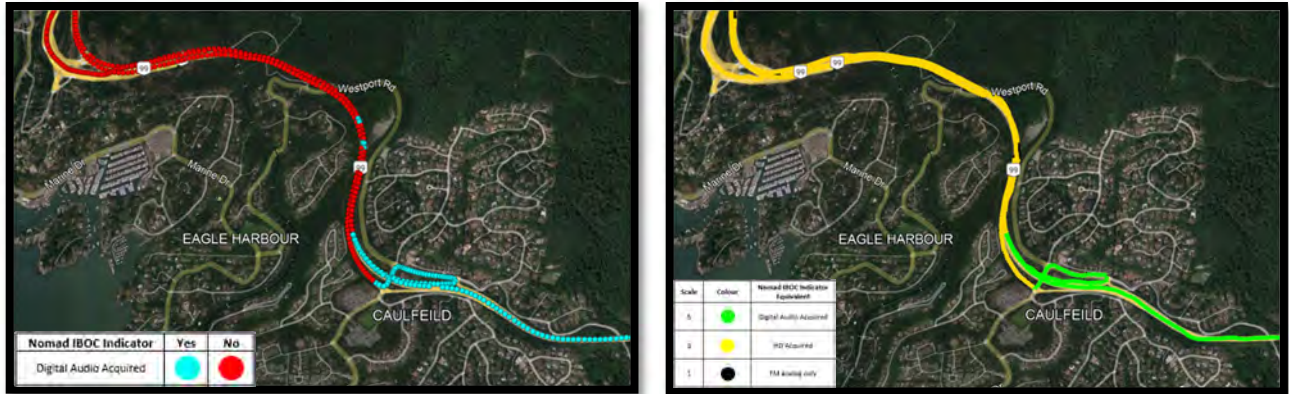 99
Westport Rd
99
Marine Dr
Marine Dr
EAGLE HARBOUR
CAULFEILD
Nomad IBOC Indicator Yes No
Digital Audio Acquired
99 99
Westport Rd
99
Marine Dr
Marine Dr
EAGLE HARBOUR
CAULFEILD
Scale Colour Nomad IBOC Indicator
Equivalent
5 Digital Audio Acquired
3 HD Acquired
1 FM analog only